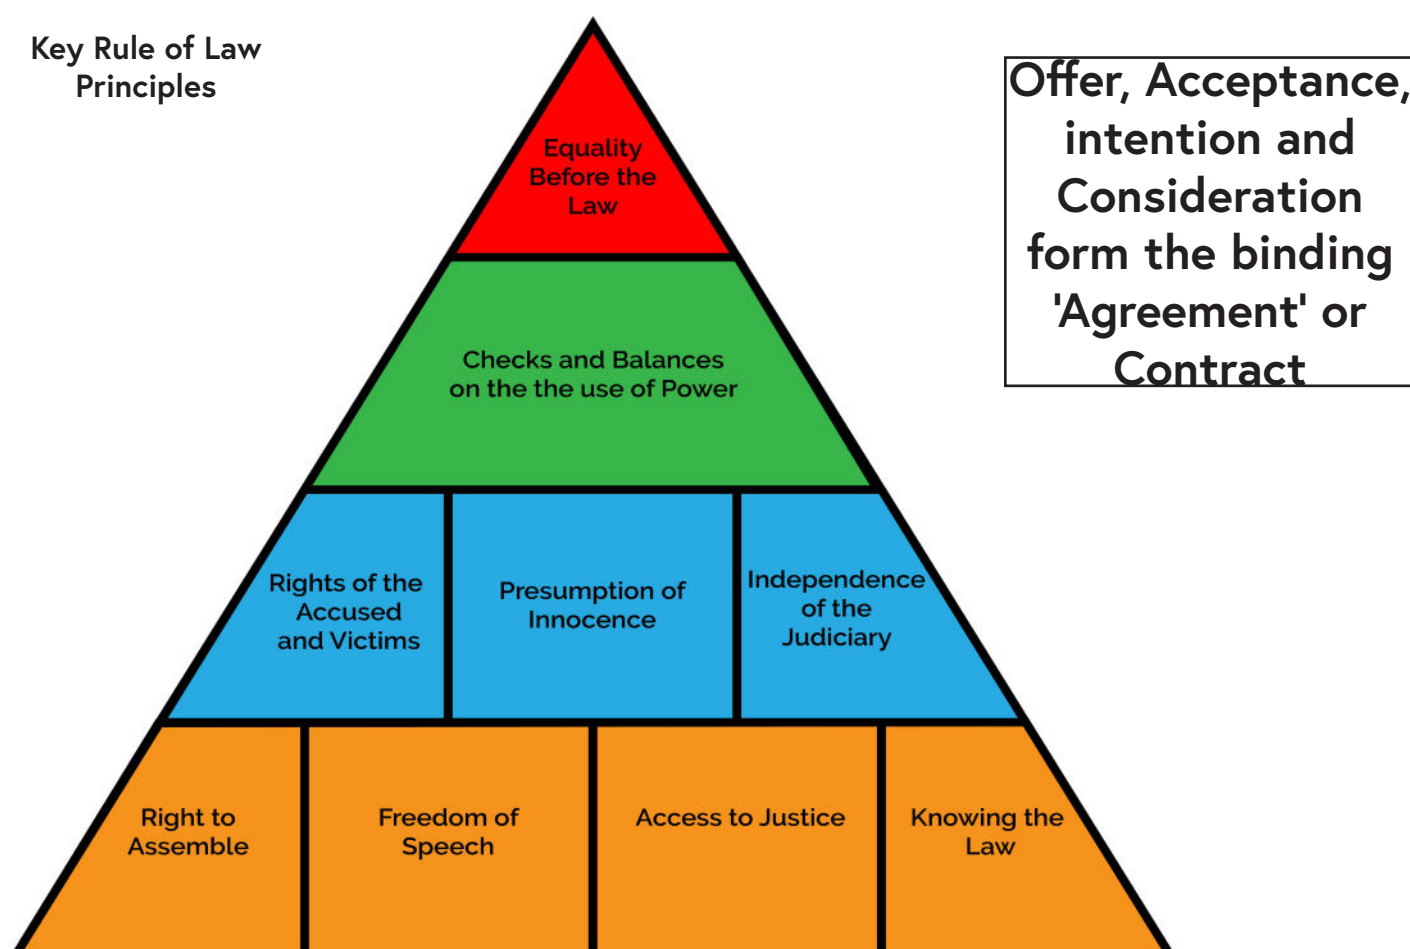 Key Rule of Law
Principles
Offer, Acceptance,
intention and
Consideration
form the binding
'Agreement' or
Contract
Equality
Before the
Law
Checks and Balances
on the the use of Power
Rights of the
Accused
and Victims
Presumption of
Innocence
Independence
of the
Judiciary
Right to
Assemble
Freedom of
Speech
Access to Justice
Knowing the
Law